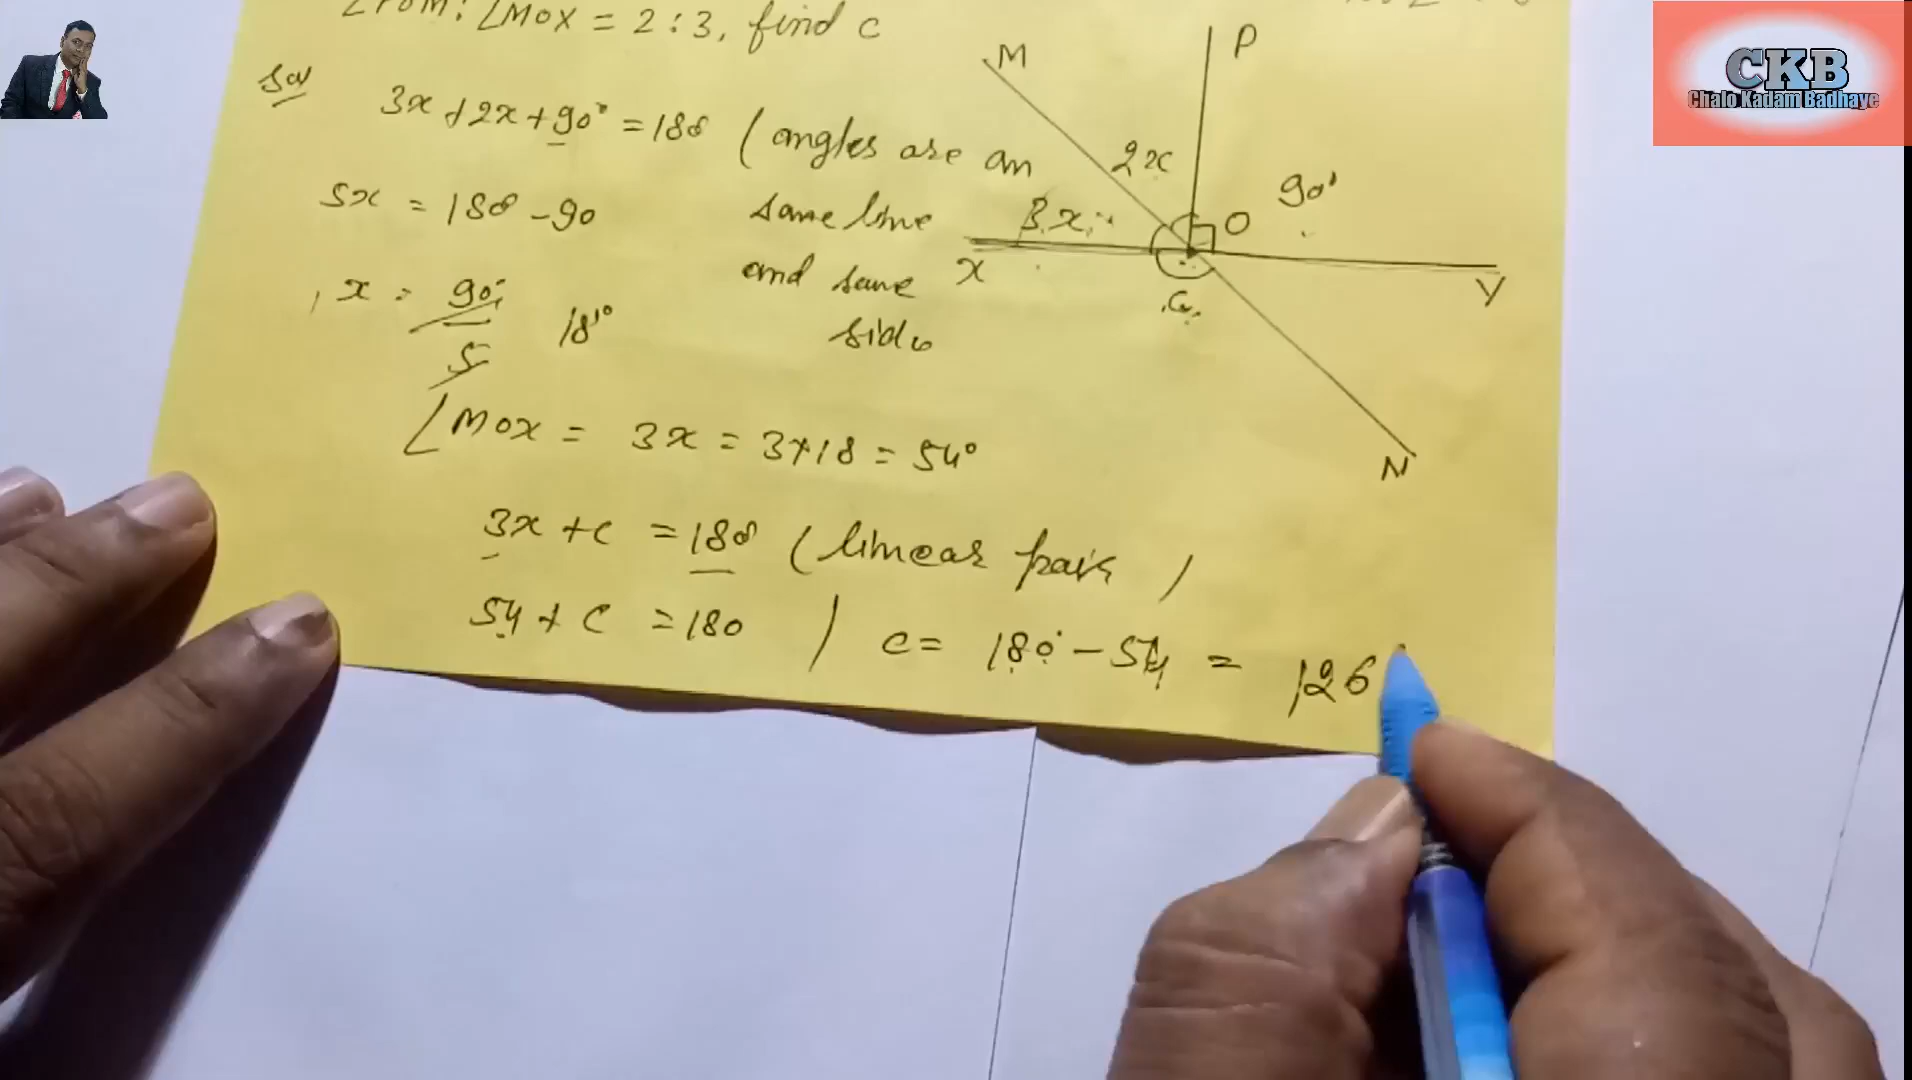 ∠POM : ∠MOX = 2 : 3, find c
Sol
3x + 2x + 90° = 180 (angles are on
same line
and same
side
5x = 180 - 90
x = 90° / 5 18°
∠MOX = 3x = 3×18 = 54°
3x + c = 180 (linear pair)
54 + c = 180 / c = 180° - 54 = 126
M
P
2x
90°
3x
O
X
Y
C
N
CKB
Chalo Kadam Badhaye